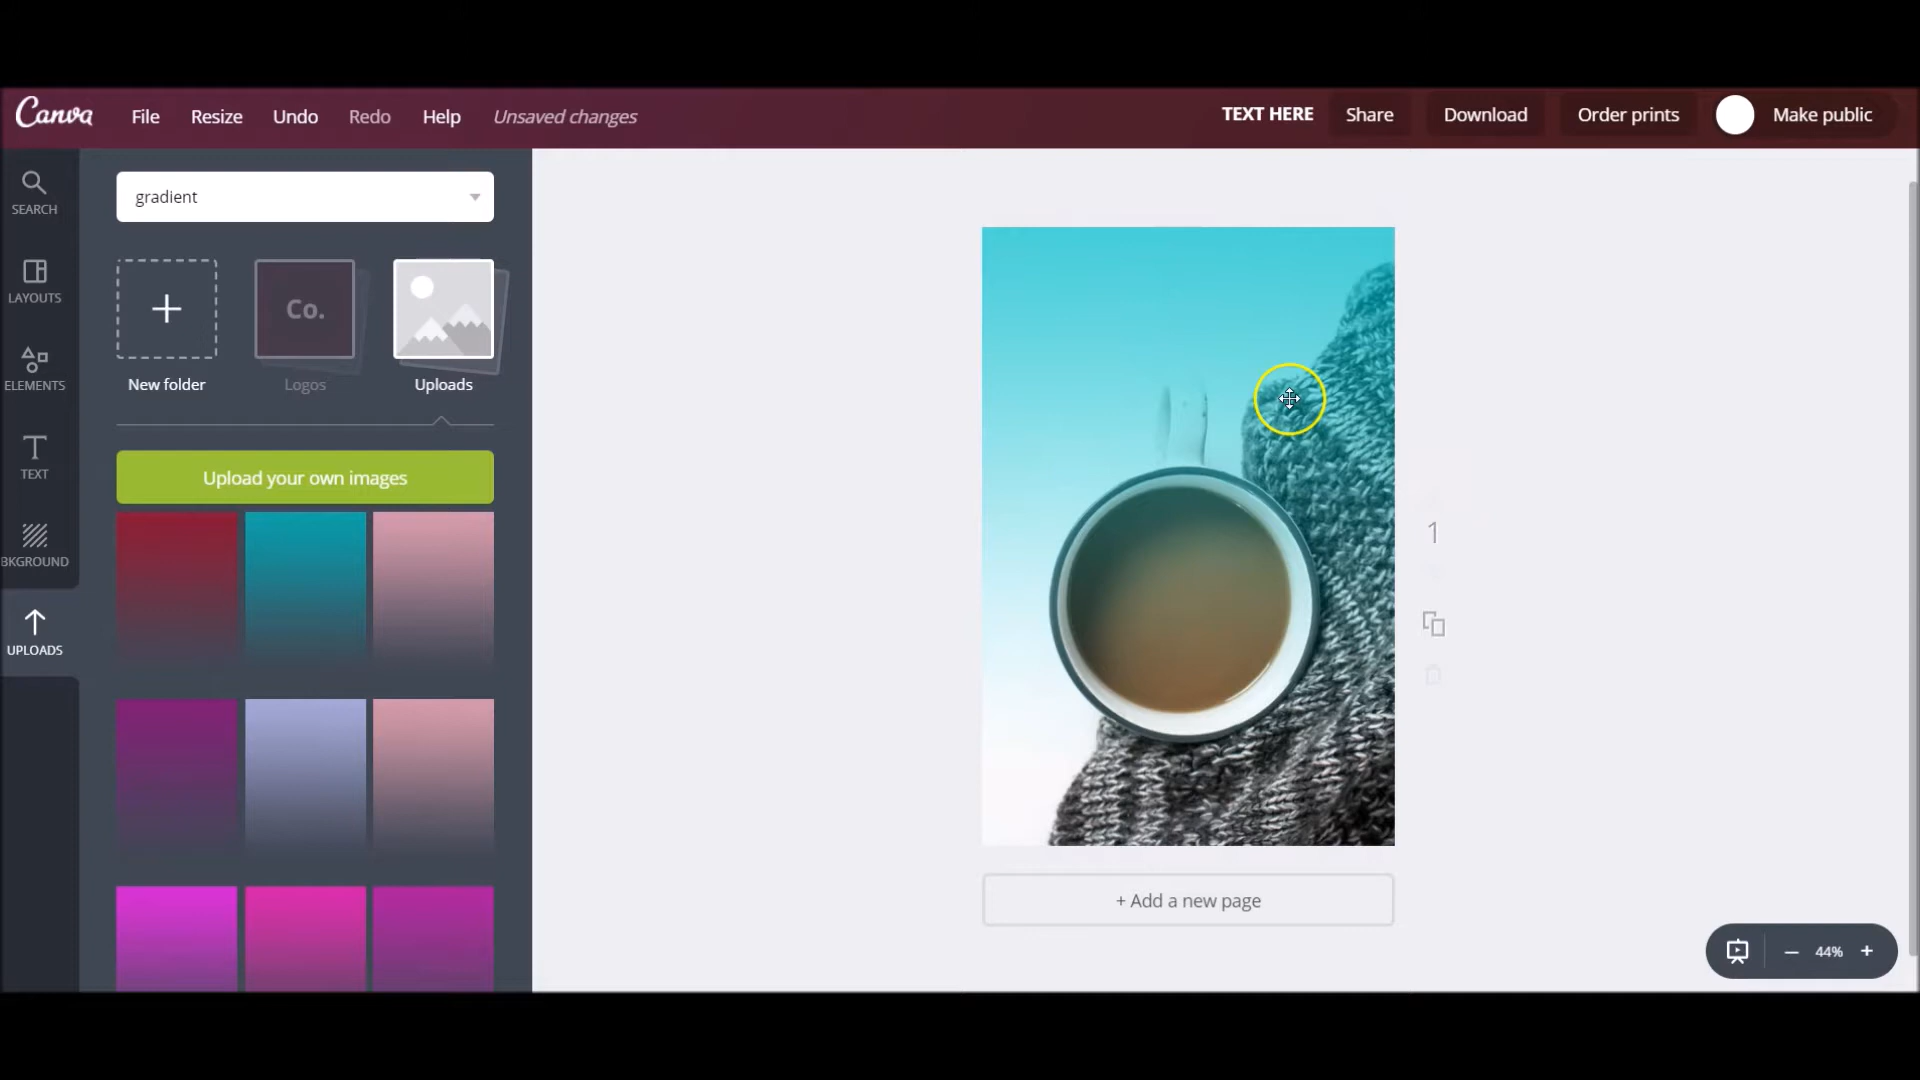 Canva File Resize Undo Redo Help Unsaved changes TEXT HERE Share Download Order prints Make public
SEARCH
LAYOUTS
ELEMENTS
TEXT
BKGROUND
UPLOADS
gradient
Co.
New folder Logos Uploads
Upload your own images
1
+ Add a new page
44%